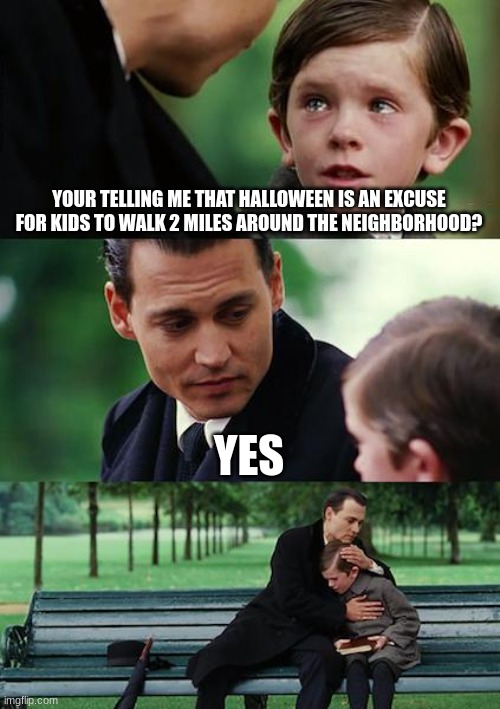 YOUR TELLING ME THAT HALLOWEEN IS AN EXCUSE
FOR KIDS TO WALK 2 MILES AROUND THE NEIGHBORHOOD?
YES
imgflip.com